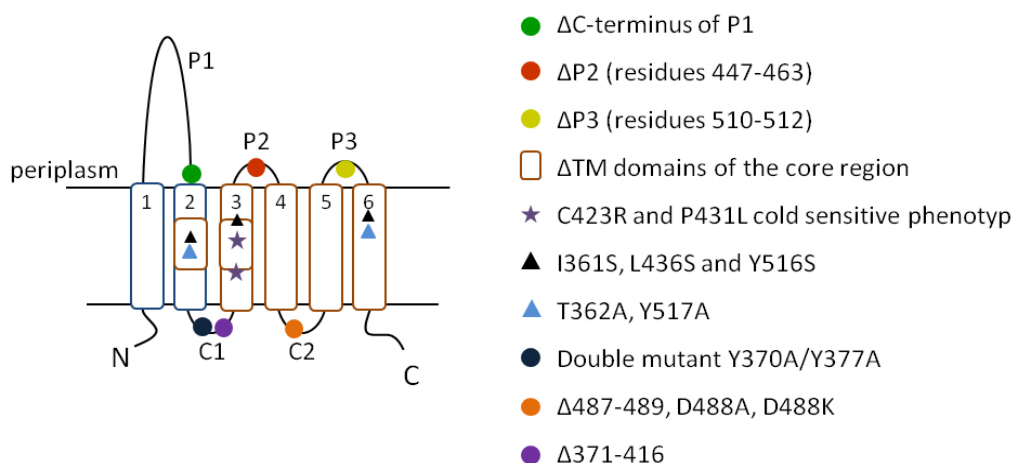 P1
P2
P3
periplasm
1
2
3
4
5
6
N
C1
C2
C
ΔC-terminus of P1
ΔP2 (residues 447-463)
ΔP3 (residues 510-512)
ΔTM domains of the core region
C423R and P431L cold sensitive phenotyp
I361S, L436S and Y516S
T362A, Y517A
Double mutant Y370A/Y377A
Δ487-489, D488A, D488K
Δ371-416